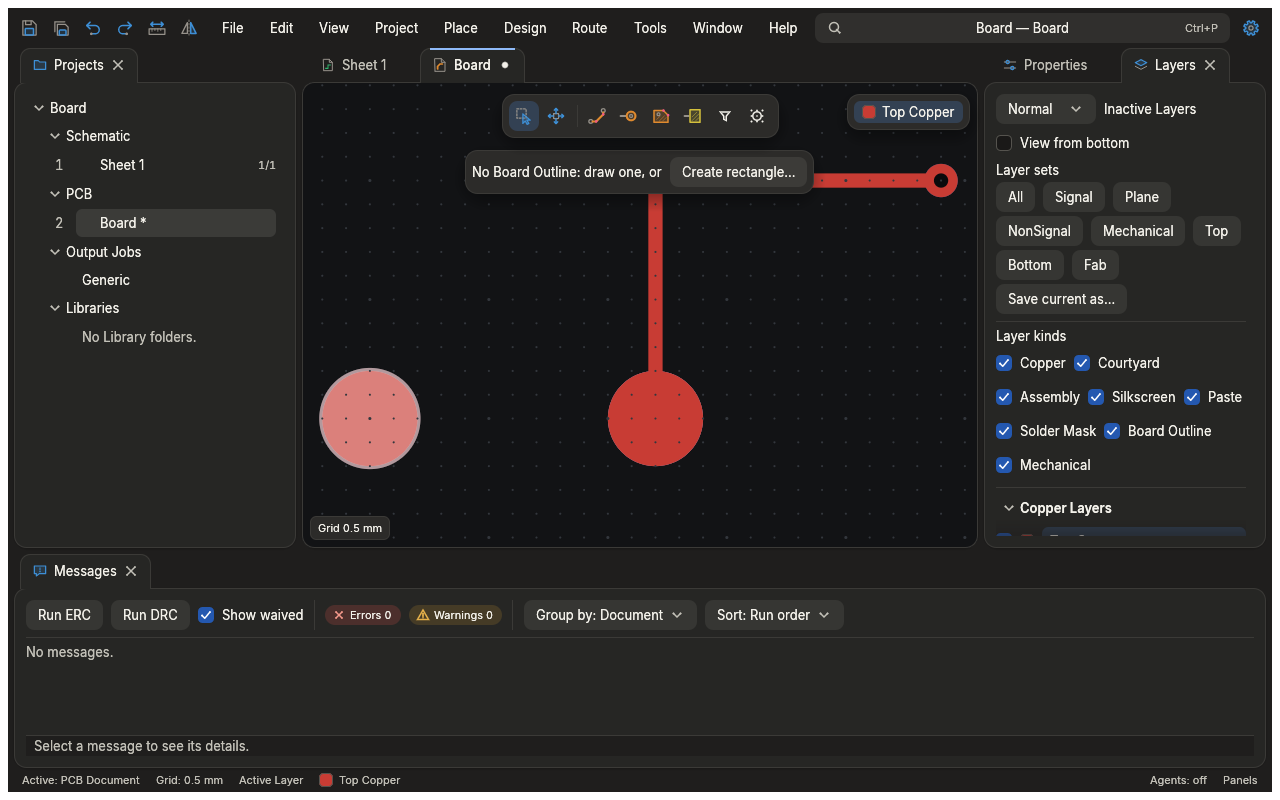 File Edit View Project Place Design Route Tools Window Help Board — Board Ctrl+P
Projects Sheet 1 Board Properties Layers
Board
Schematic
1 Sheet 1 1/1
PCB
2 Board *
Output Jobs
Generic
Libraries
No Library folders.
Top Copper
No Board Outline: draw one, or Create rectangle...
Grid 0.5 mm
Normal Inactive Layers
View from bottom
Layer sets
All Signal Plane
NonSignal Mechanical Top
Bottom Fab
Save current as...
Layer kinds
Copper Courtyard
Assembly Silkscreen Paste
Solder Mask Board Outline
Mechanical
Copper Layers
Messages
Run ERC Run DRC Show waived Errors 0 Warnings 0 Group by: Document Sort: Run order
No messages.
Select a message to see its details.
Active: PCB Document Grid: 0.5 mm Active Layer Top Copper Agents: off Panels